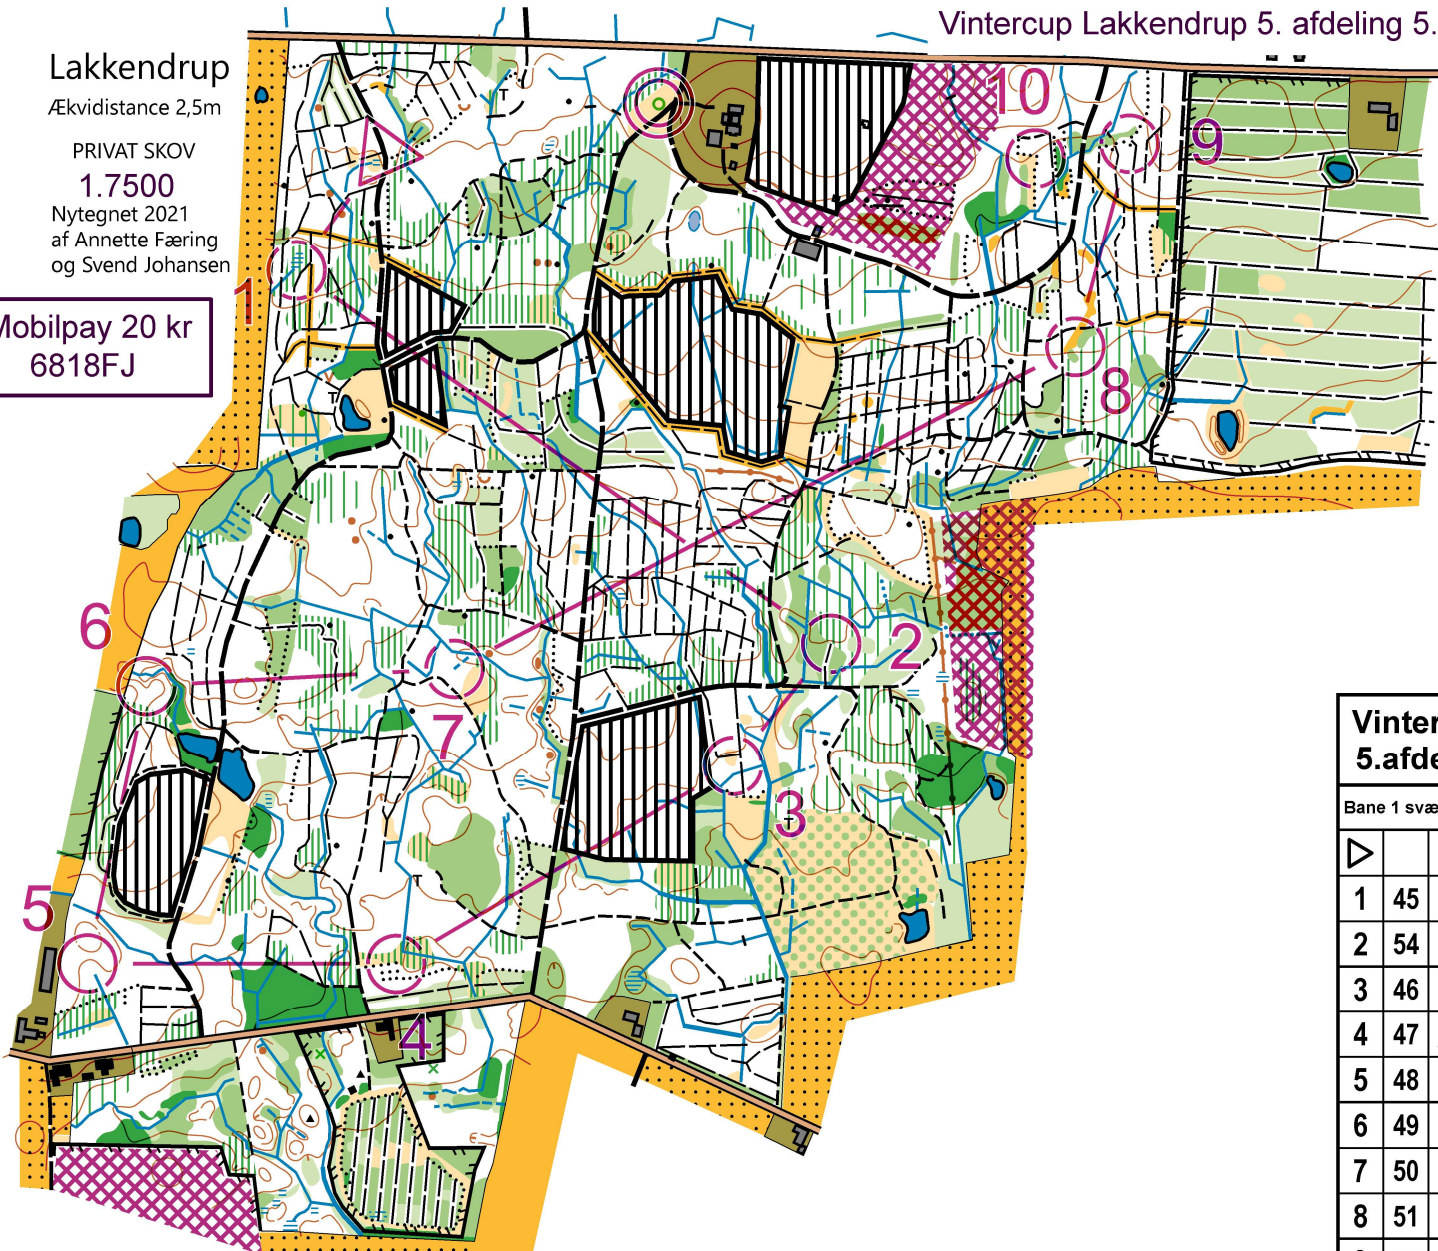 Vintercup Lakkendrup 5. afdeling 5.
Lakkendrup
Ækvidistance 2,5m
PRIVAT SKOV
1.7500
Nytegnet 2021
af Annette Færing
og Svend Johansen
Mobilpay 20 kr
6818FJ
10
9
1
8
6
2
7
3
5
4
Vinter
5.afde
Bane 1 svæ
1 45
2 54
3 46
4 47
5 48
6 49
7 50
8 51